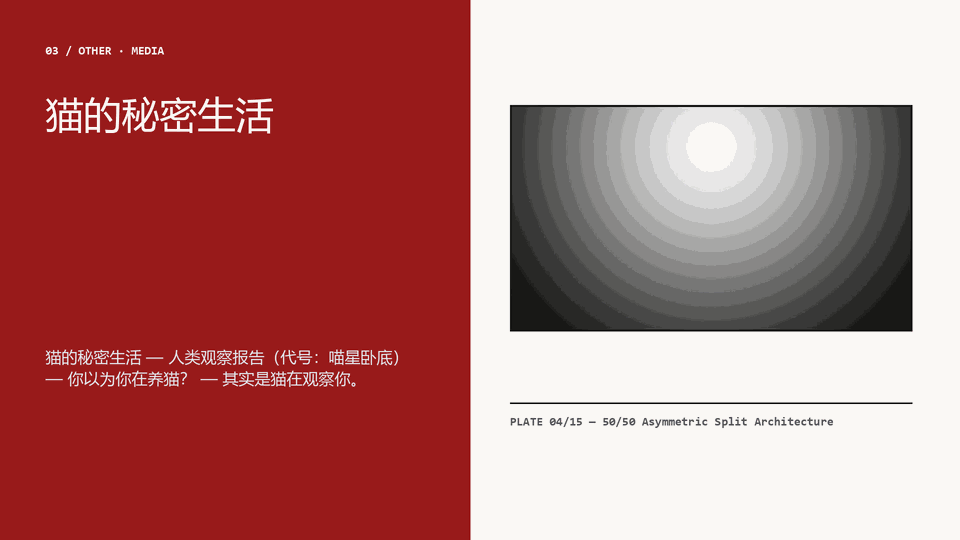 03 / OTHER · MEDIA
猫的秘密生活
猫的秘密生活 — 人类观察报告（代号：喵星卧底）
— 你以为你在养猫？ — 其实是猫在观察你。
PLATE 04/15 — 50/50 Asymmetric Split Architecture